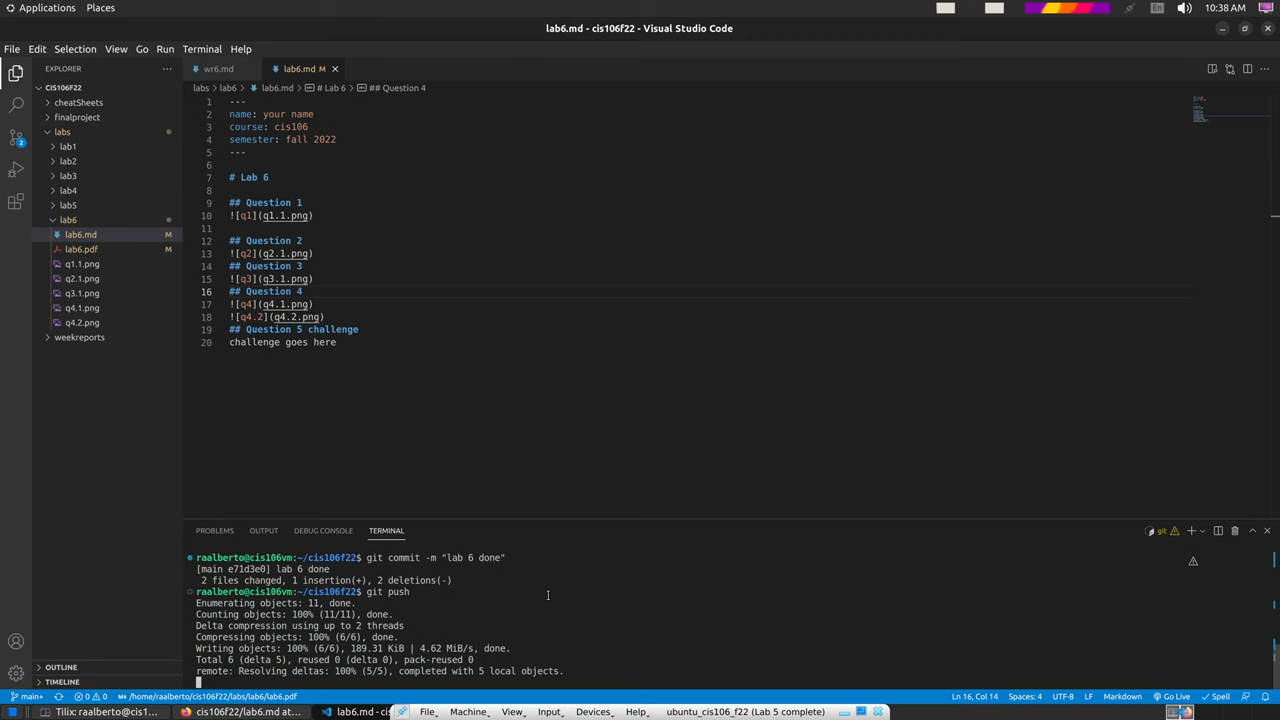 Applications Places
En 10:38 AM
lab6.md - cis106f22 - Visual Studio Code
File Edit Selection View Go Run Terminal Help
EXPLORER
CIS106F22
cheatSheets
finalproject
labs
lab1
lab2
lab3
lab4
lab5
lab6
lab6.md M
lab6.pdf M
q1.1.png
q2.1.png
q3.1.png
q4.1.png
q4.2.png
weekreports
OUTLINE
TIMELINE
2
wr6.md lab6.md M
labs > lab6 > lab6.md > # Lab 6 > ## Question 4
1 ---
2 name: your name
3 course: cis106
4 semester: fall 2022
5 ---
6
7 # Lab 6
8
9 ## Question 1
10 ![q1](q1.1.png)
11
12 ## Question 2
13 ![q2](q2.1.png)
14 ## Question 3
15 ![q3](q3.1.png)
16 ## Question 4
17 ![q4](q4.1.png)
18 ![q4.2](q4.2.png)
19 ## Question 5 challenge
20 challenge goes here
PROBLEMS OUTPUT DEBUG CONSOLE TERMINAL
git
raalberto@cis106vm:~/cis106f22$ git commit -m "lab 6 done"
[main e71d3e0] lab 6 done
2 files changed, 1 insertion(+), 2 deletions(-)
raalberto@cis106vm:~/cis106f22$ git push
Enumerating objects: 11, done.
Counting objects: 100% (11/11), done.
Delta compression using up to 2 threads
Compressing objects: 100% (6/6), done.
Writing objects: 100% (6/6), 189.31 KiB | 4.62 MiB/s, done.
Total 6 (delta 5), reused 0 (delta 0), pack-reused 0
remote: Resolving deltas: 100% (5/5), completed with 5 local objects.
main+ 0 0 /home/raalberto/cis106f22/labs/lab6/lab6.pdf Ln 16, Col 14 Spaces: 4 UTF-8 LF Markdown Go Live Spell
Tilix: raalberto@cis1... cis106f22/lab6.md at... lab6.md - cis File Machine View Input Devices Help ubuntu_cis106_f22 (Lab 5 complete)